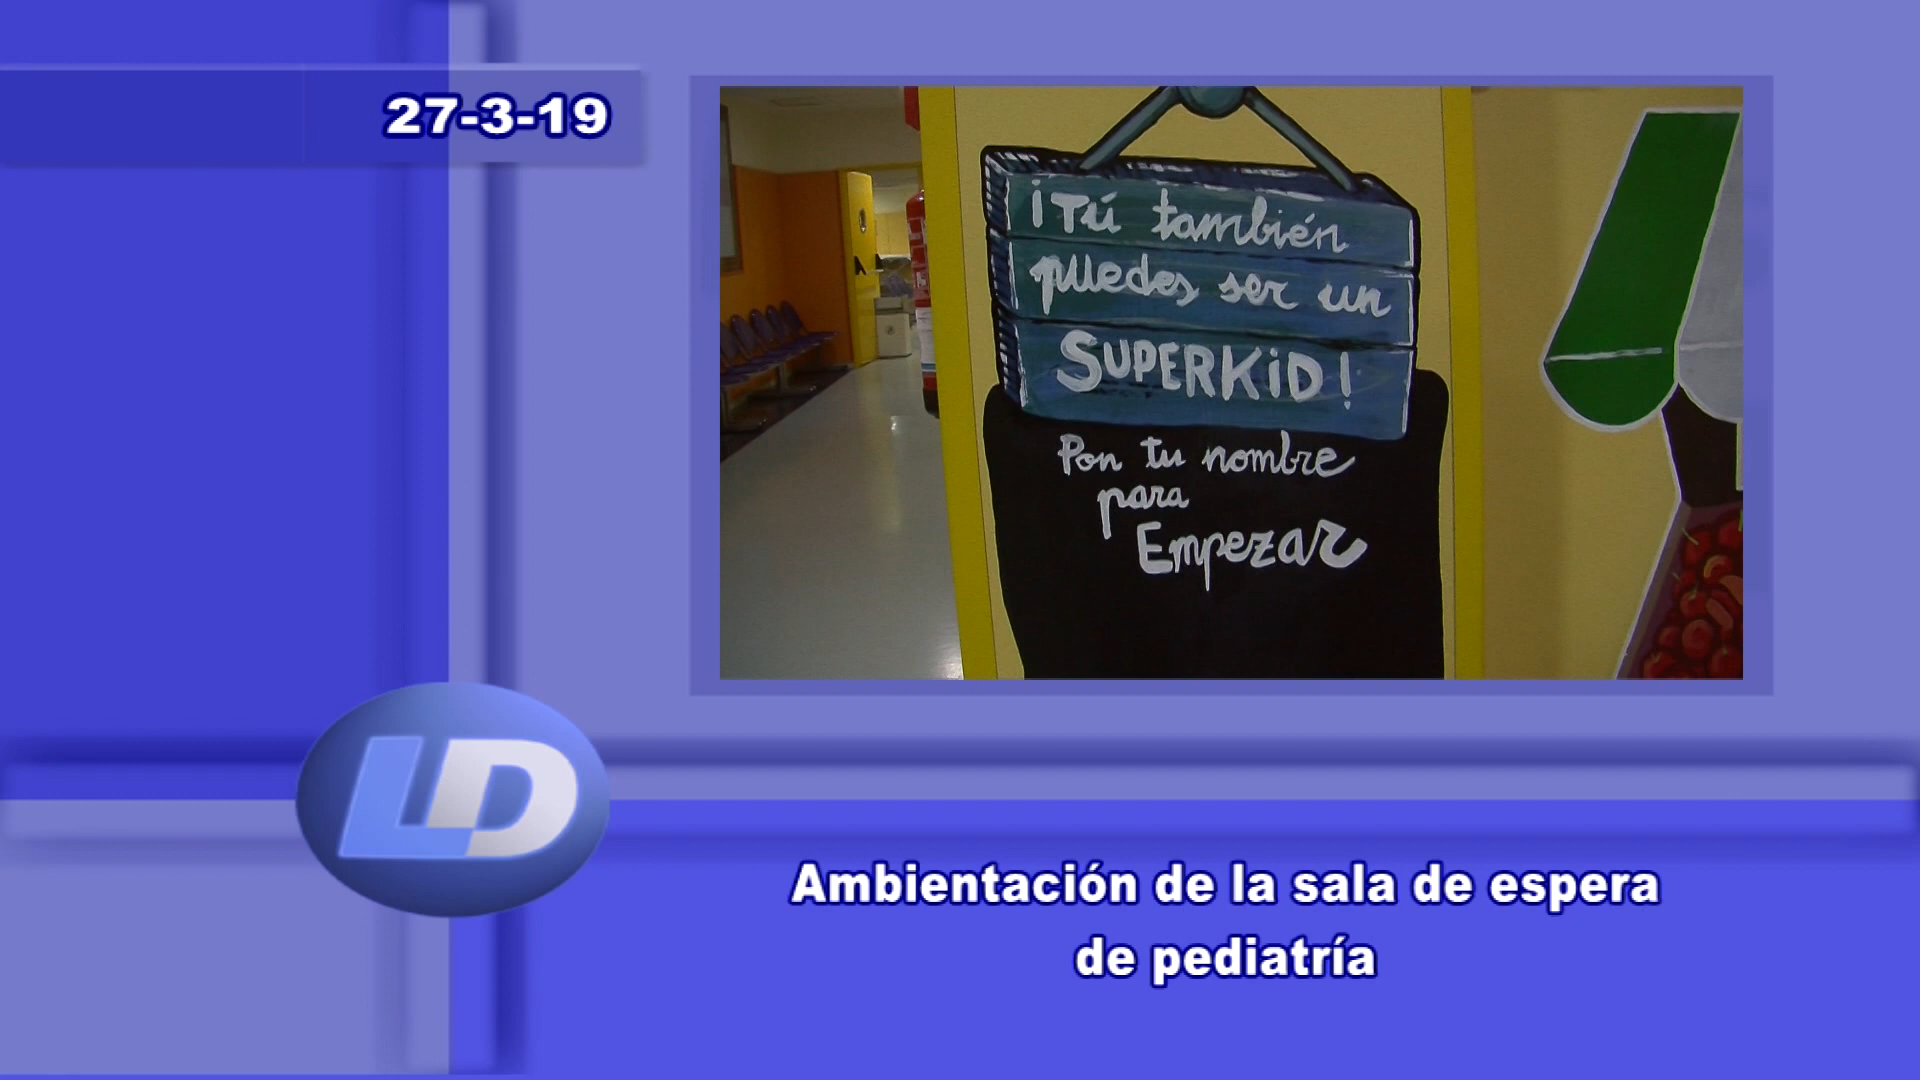 27-3-19
¡Tú también
puedes ser un
SUPERKiD!
Pon tu nombre
para
Empezar
LD
Ambientación de la sala de espera
de pediatría